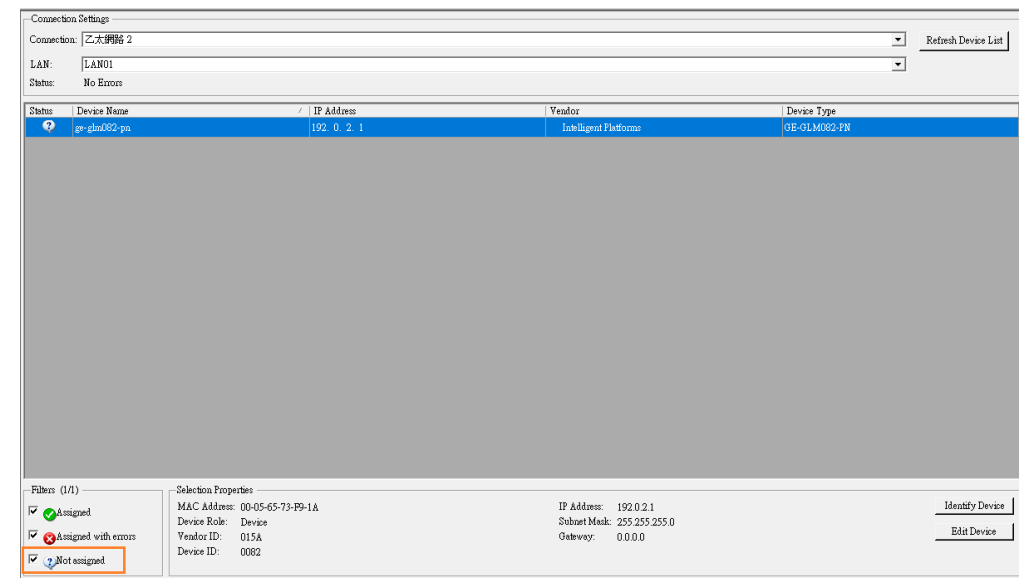 Connection Settings
Connection: 乙太網路 2 Refresh Device List
LAN: LAN01
Status: No Errors
Status Device Name / IP Address Vendor Device Type
ge-glm082-pn 192. 0. 2. 1 Intelligent Platforms GE-GLM082-PN
Filters (1/1) Selection Properties
MAC Address: 00-05-65-73-F9-1A IP Address: 192.0.2.1 Identify Device
Assigned
Device Role: Device Subnet Mask: 255.255.255.0
Assigned with errors Vendor ID: 015A Gateway: 0.0.0.0 Edit Device
Device ID: 0082
Not assigned